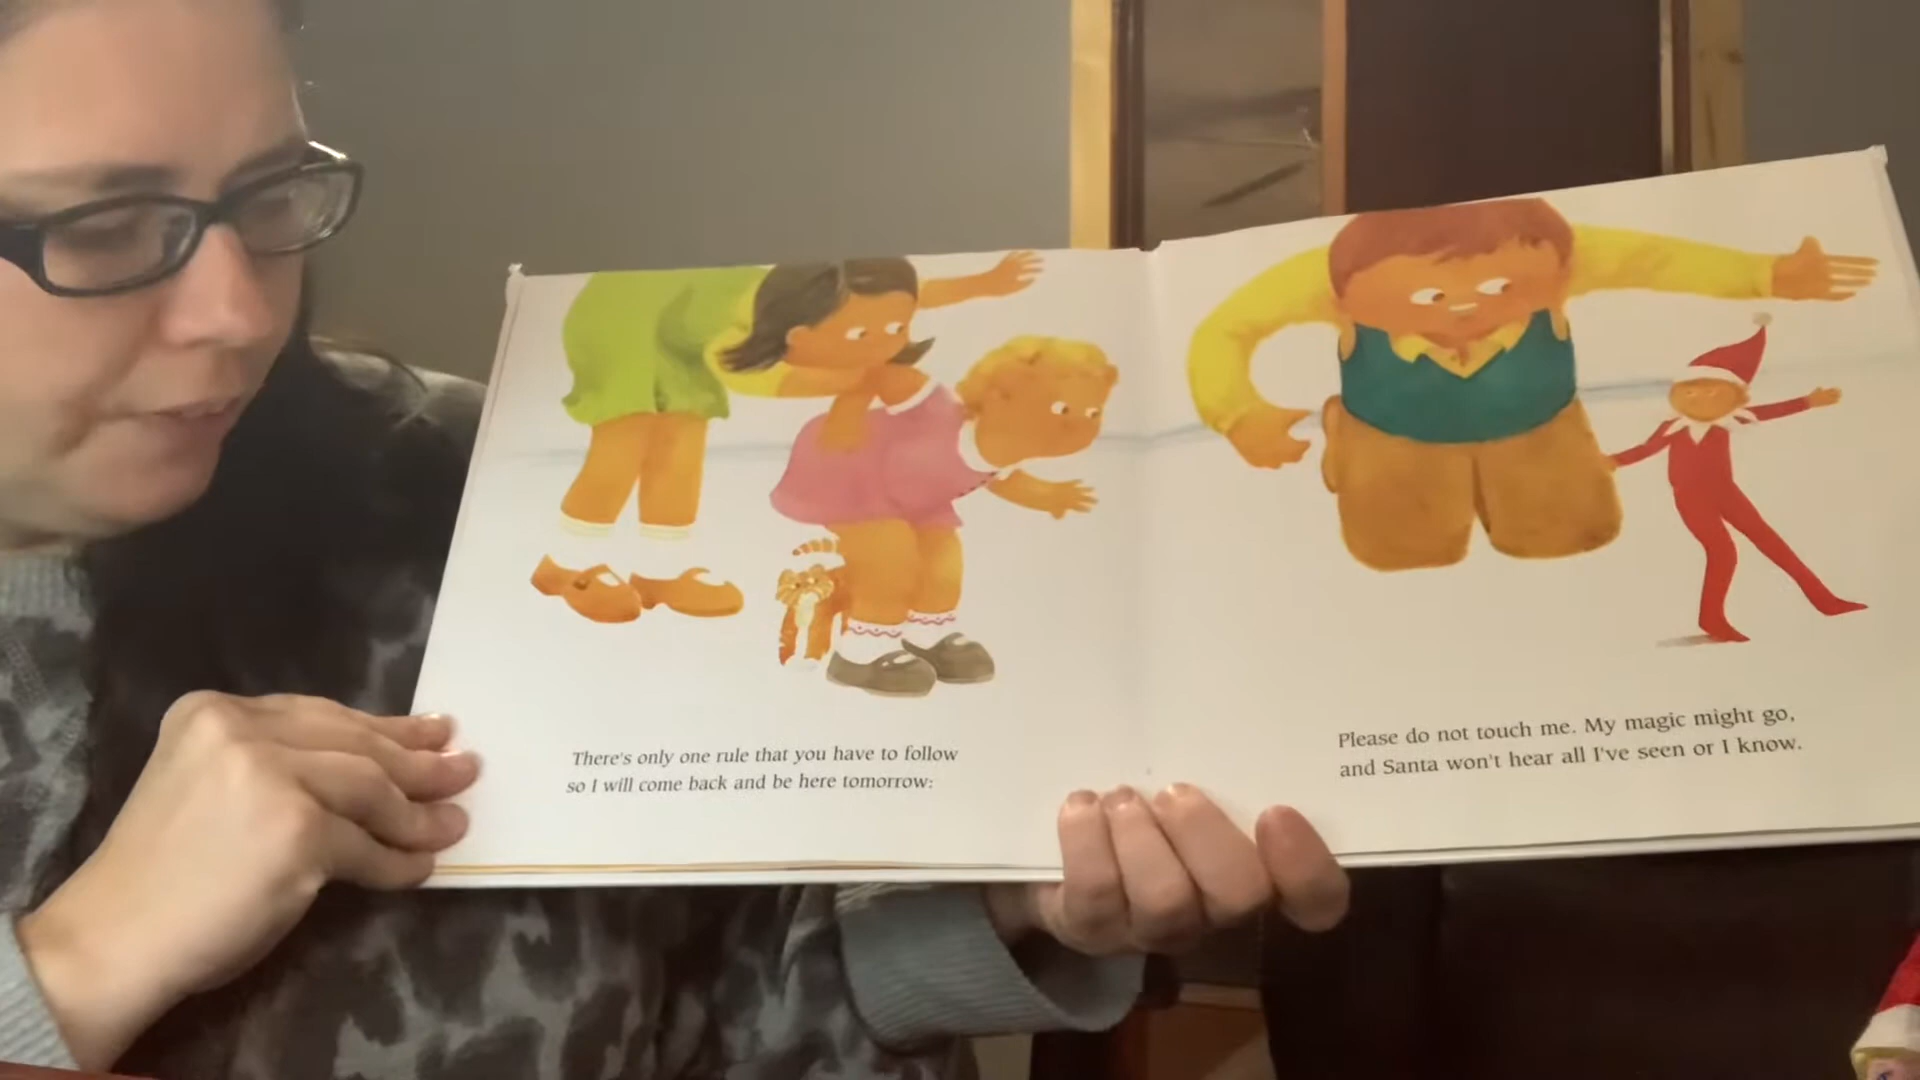 There's only one rule that you have to follow
so I will come back and be here tomorrow:
Please do not touch me. My magic might go,
and Santa won't hear all I've seen or I know.